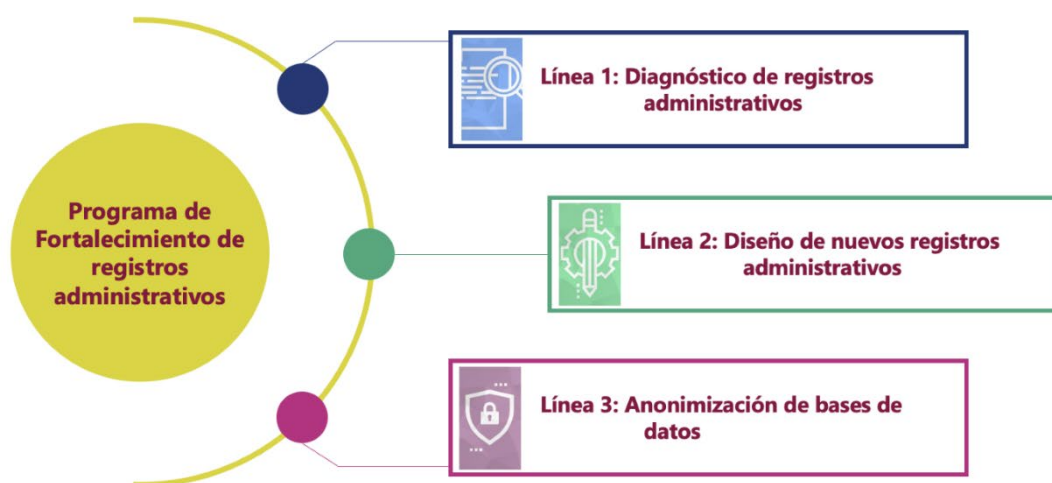 Programa de
Fortalecimiento de
registros
administrativos
Línea 1: Diagnóstico de registros
administrativos
Línea 2: Diseño de nuevos registros
administrativos
Línea 3: Anonimización de bases de
datos